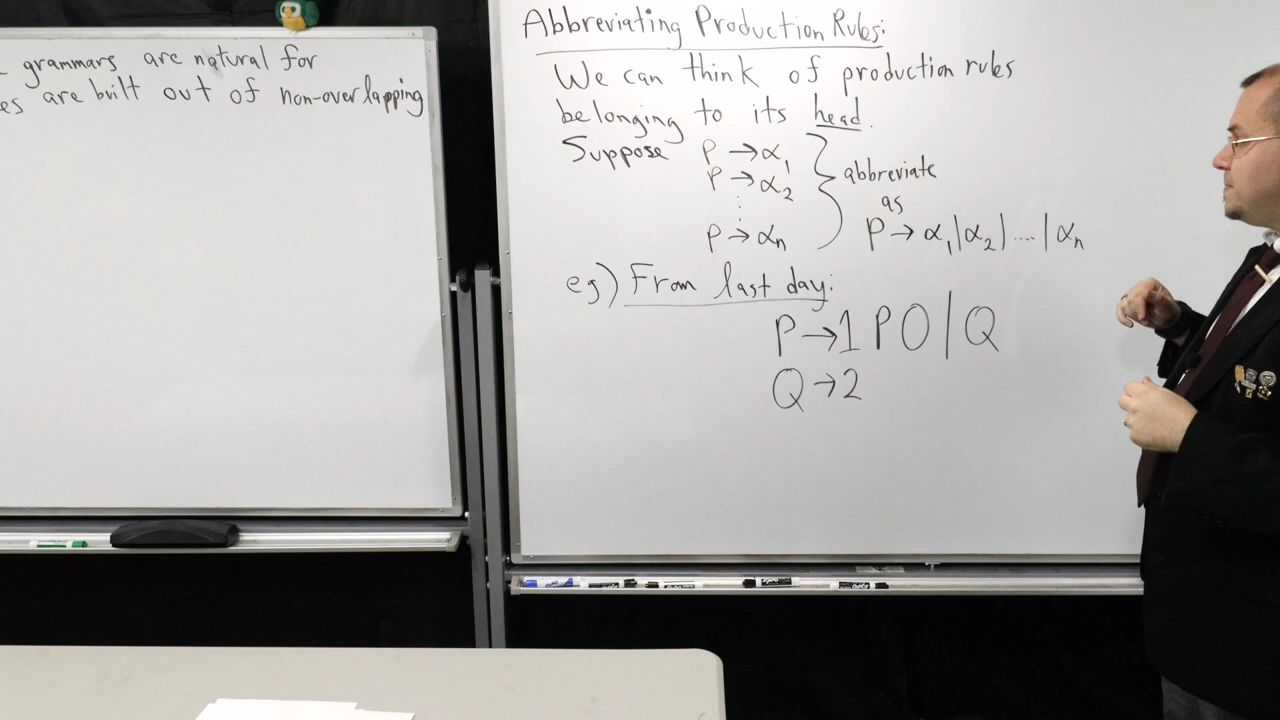 grammars are natural for
es are built out of non-overlapping
Abbreviating Production Rules:
We can think of production rules
belonging to its head.
Suppose P → α₁
P → α₂
⋮
P → αₙ
abbreviate
as
P → α₁|α₂|....|αₙ
eg) From last day:
P → 1 P 0 | Q
Q → 2